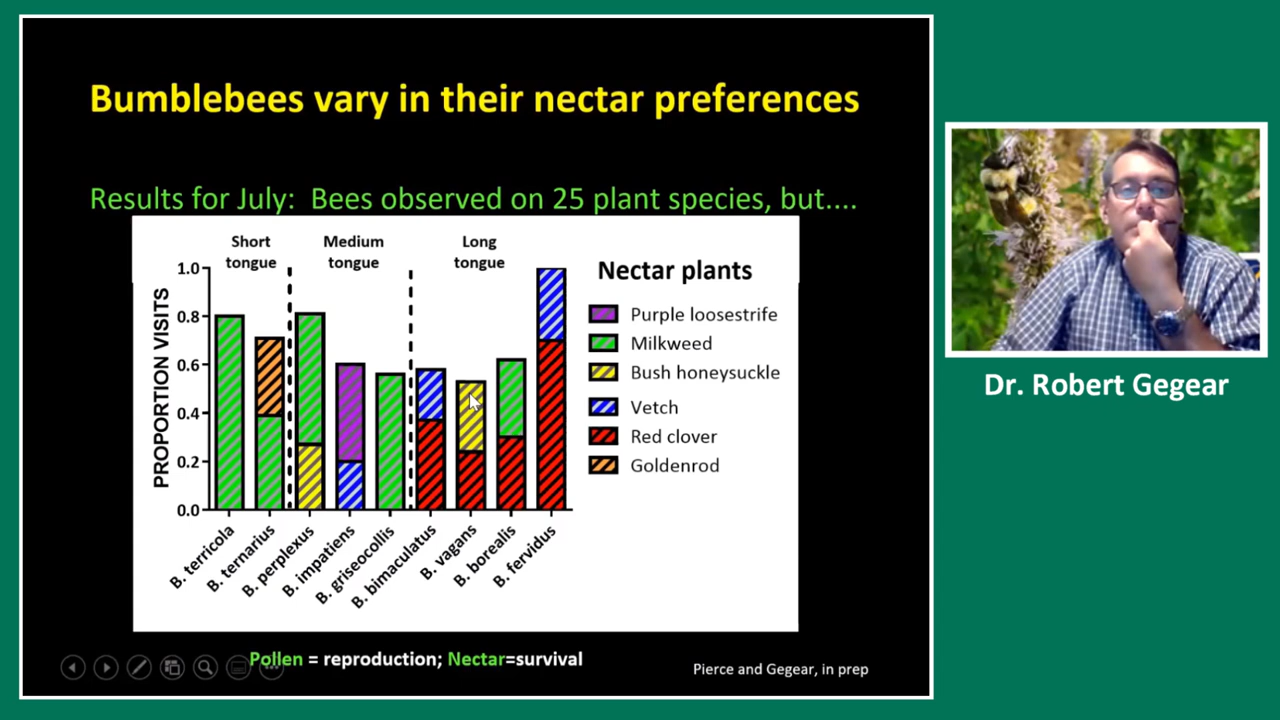 Bumblebees vary in their nectar preferences
Results for July:  Bees observed on 25 plant species, but....
Short
tongue
Medium
tongue
Long
tongue
Nectar plants
PROPORTION VISITS
1.0
0.8
0.6
0.4
0.2
0.0
Purple loosestrife
Milkweed
Bush honeysuckle
Vetch
Red clover
Goldenrod
B. terricola
B. ternarius
B. perplexus
B. impatiens
B. griseocollis
B. bimaculatus
B. vagans
B. borealis
B. fervidus
Pollen = reproduction; Nectar=survival
Pierce and Gegear, in prep
Dr. Robert Gegear